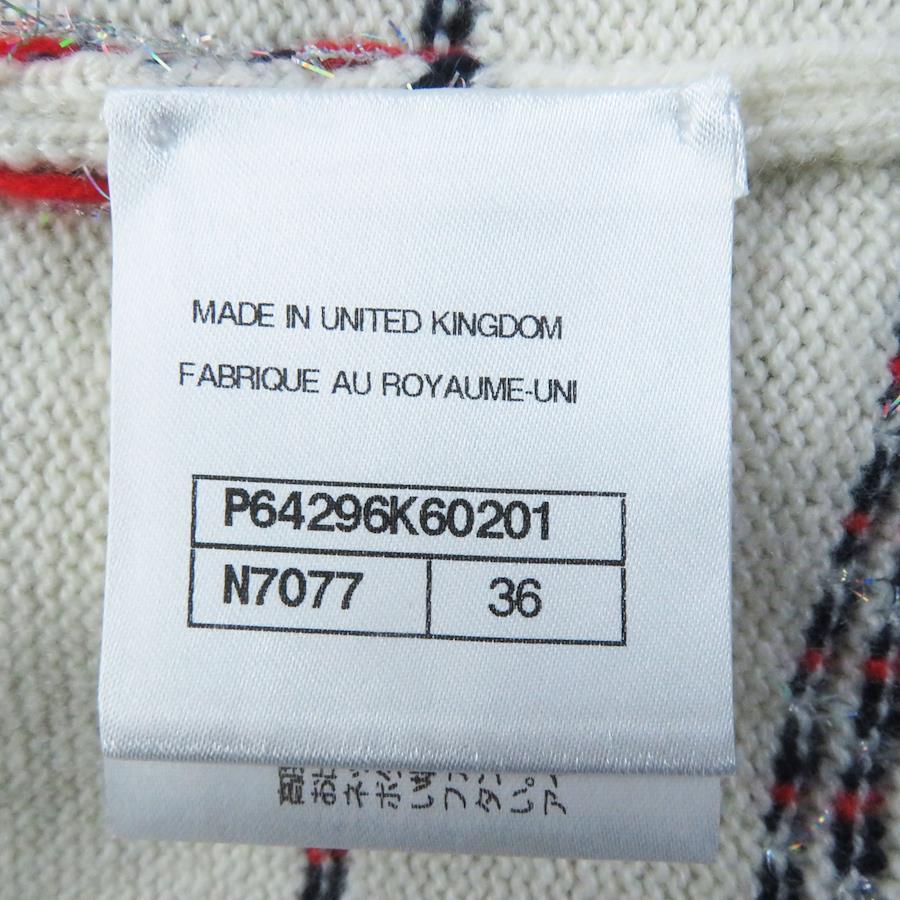 MADE IN UNITED KINGDOM
FABRIQUE AU ROYAUME-UNI
P64296K60201
N7077 36